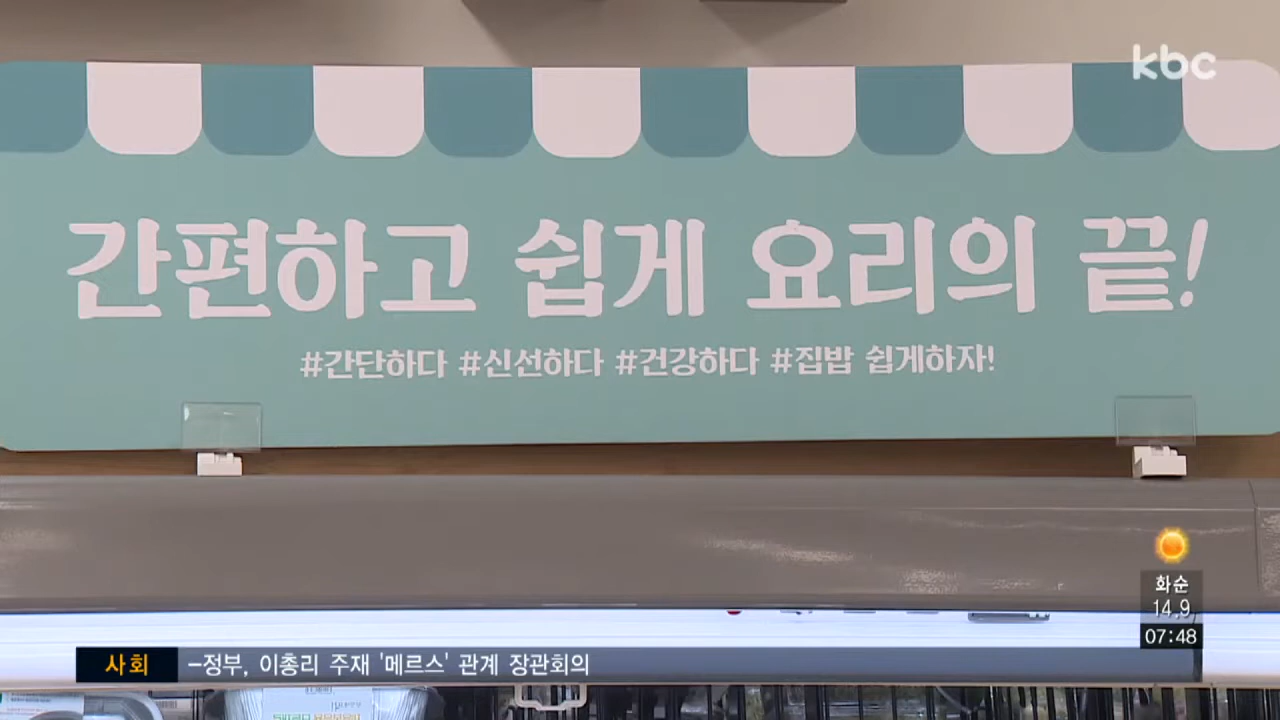 kbc
간편하고 쉽게 요리의 끝!
#간단하다 #신선하다 #건강하다 #집밥 쉽게하자!
화순
14.9
07:48
사회
-정부, 이총리 주재 '메르스' 관계 장관회의